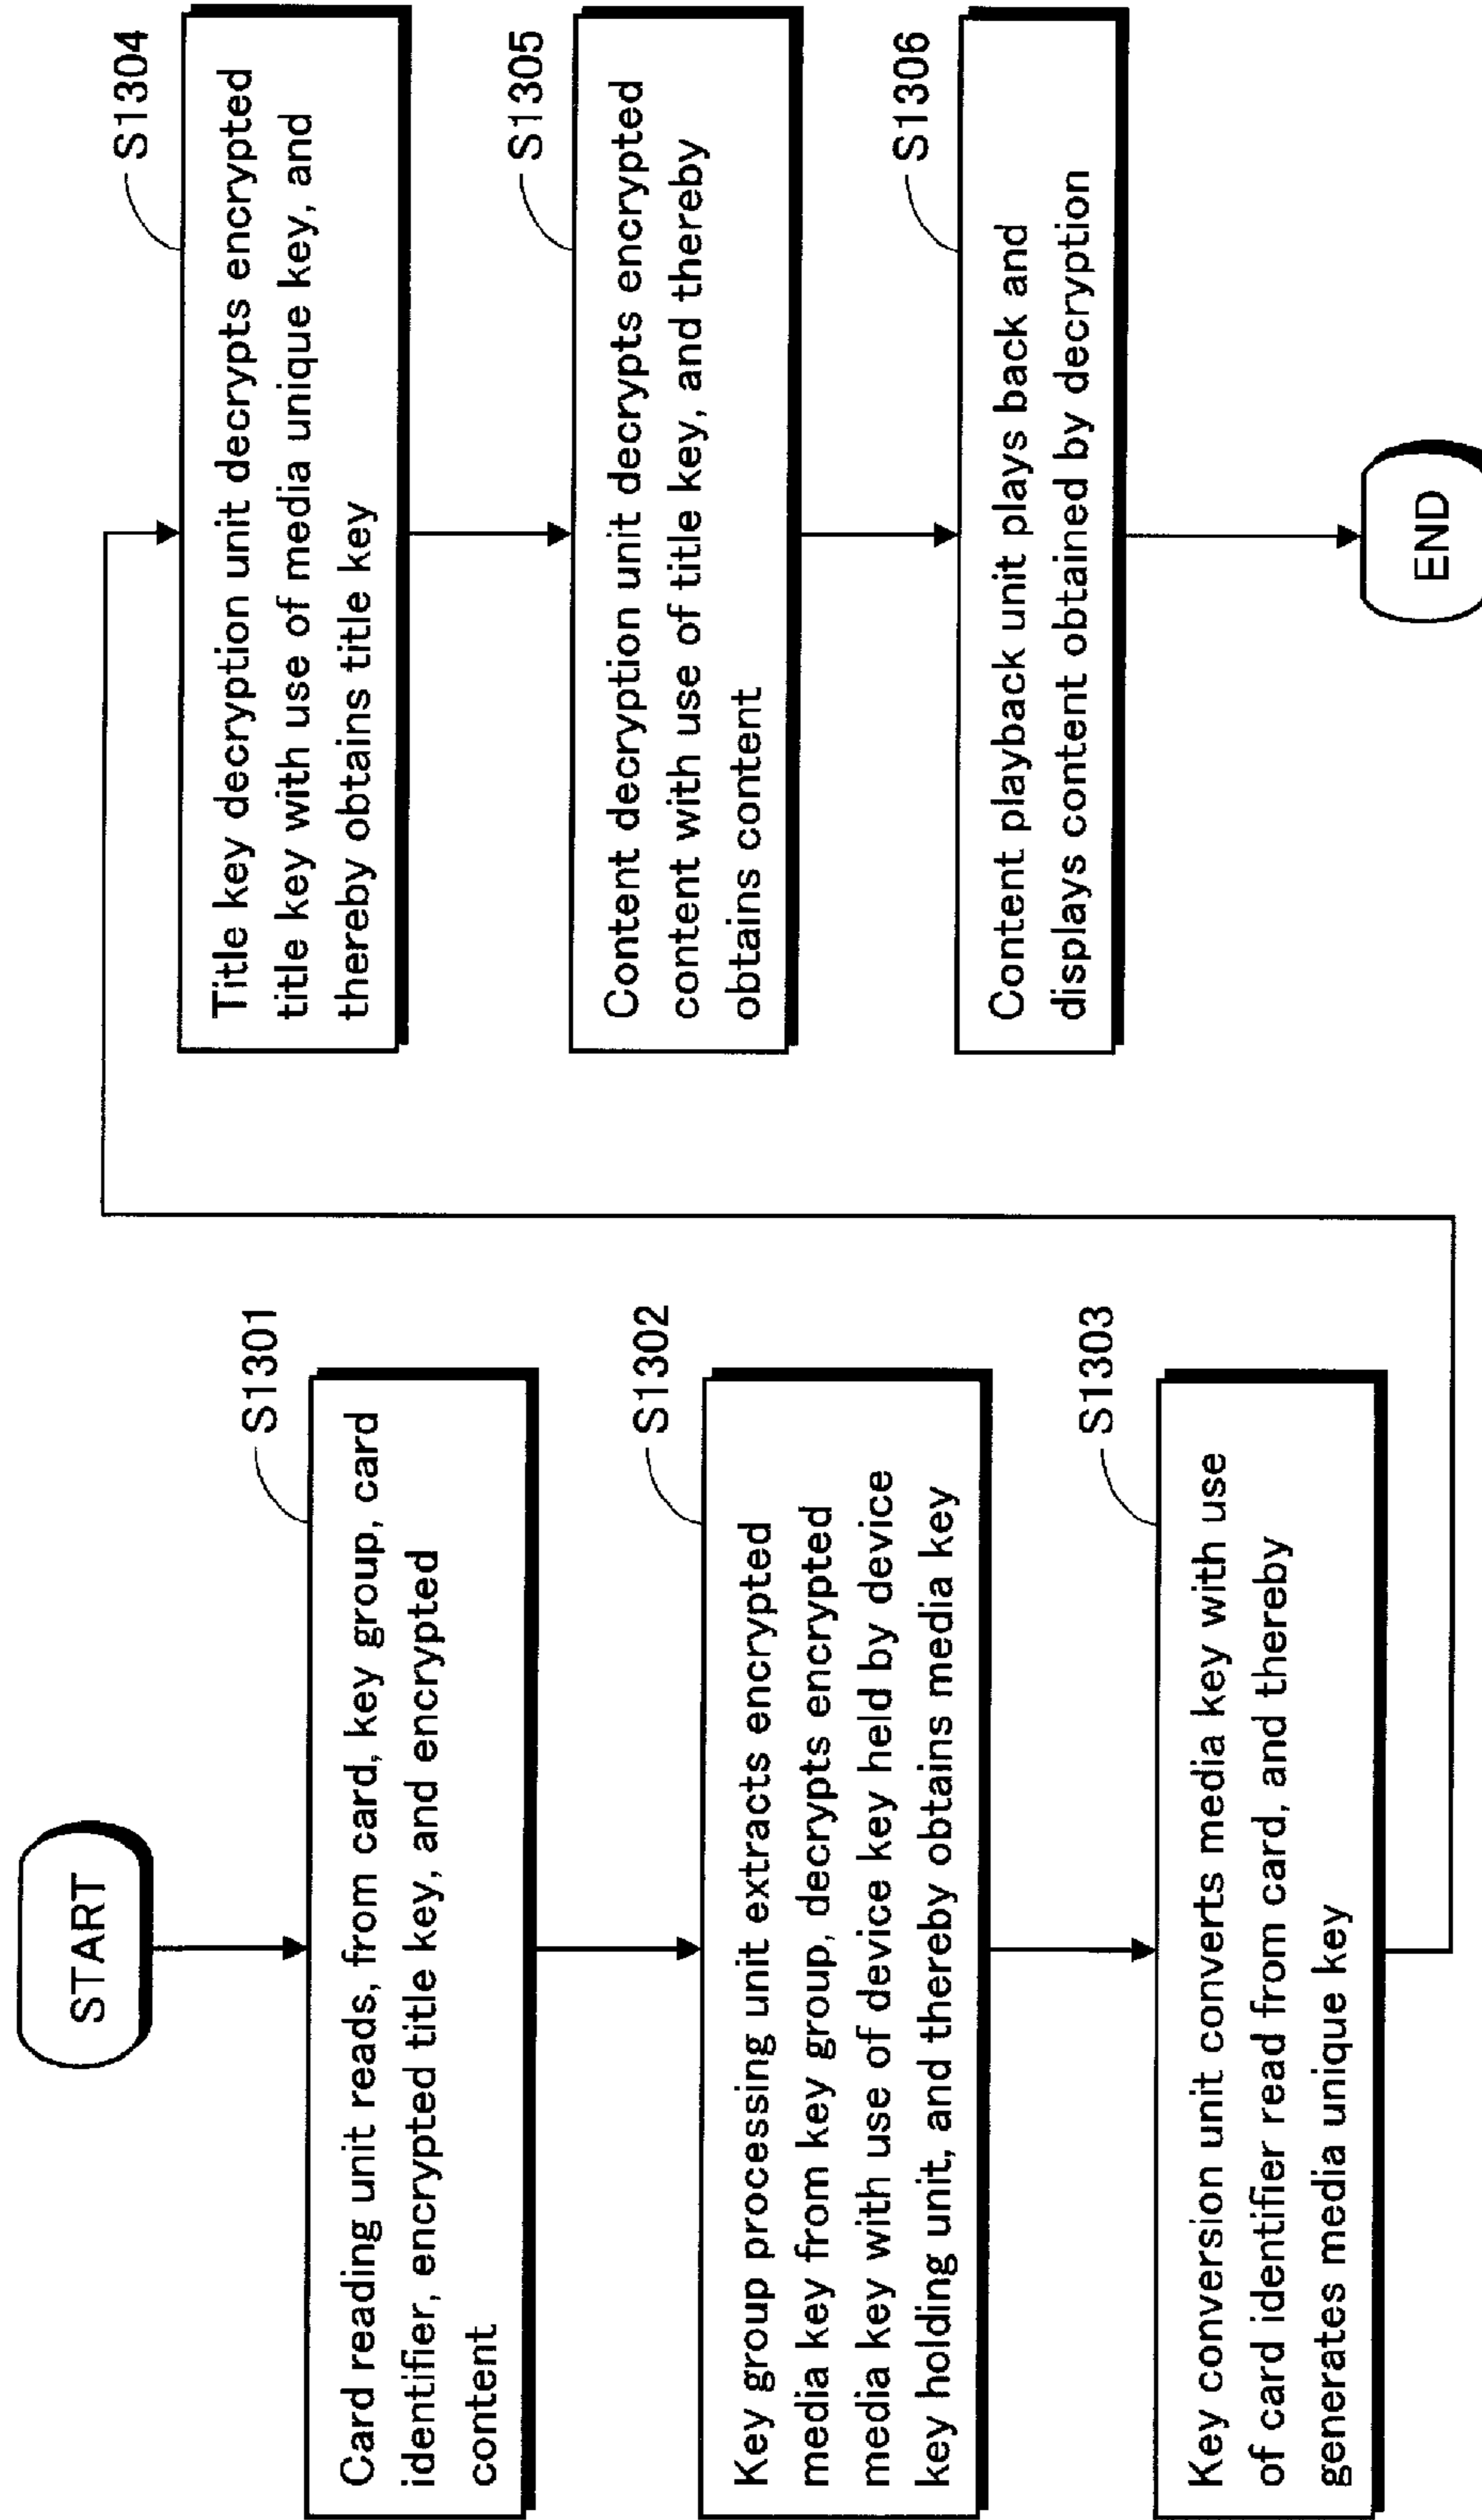 START
S1301
Card reading unit reads, from card, key group, card
identifier, encrypted title key, and encrypted
content
S1302
Key group processing unit extracts encrypted
media key from key group, decrypts encrypted
media key with use of device key held by device
key holding unit, and thereby obtains media key
S1303
Key conversion unit converts media key with use
of card identifier read from card, and thereby
generates media unique key
S1304
Title key decryption unit decrypts encrypted
title key with use of media unique key, and
thereby obtains title key
S1305
Content decryption unit decrypts encrypted
content with use of title key, and thereby
obtains content
S1306
Content playback unit plays back and
displays content obtained by decryption
END